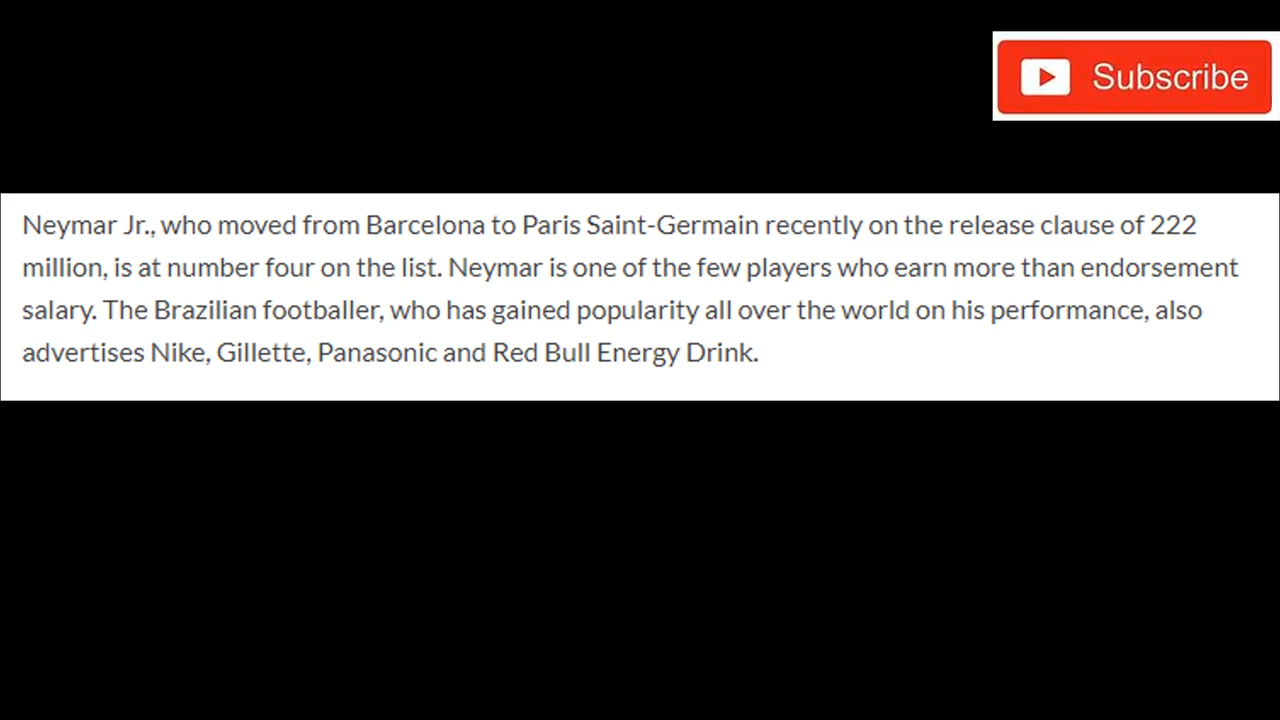 Subscribe
Neymar Jr., who moved from Barcelona to Paris Saint-Germain recently on the release clause of 222
million, is at number four on the list. Neymar is one of the few players who earn more than endorsement
salary. The Brazilian footballer, who has gained popularity all over the world on his performance, also
advertises Nike, Gillette, Panasonic and Red Bull Energy Drink.